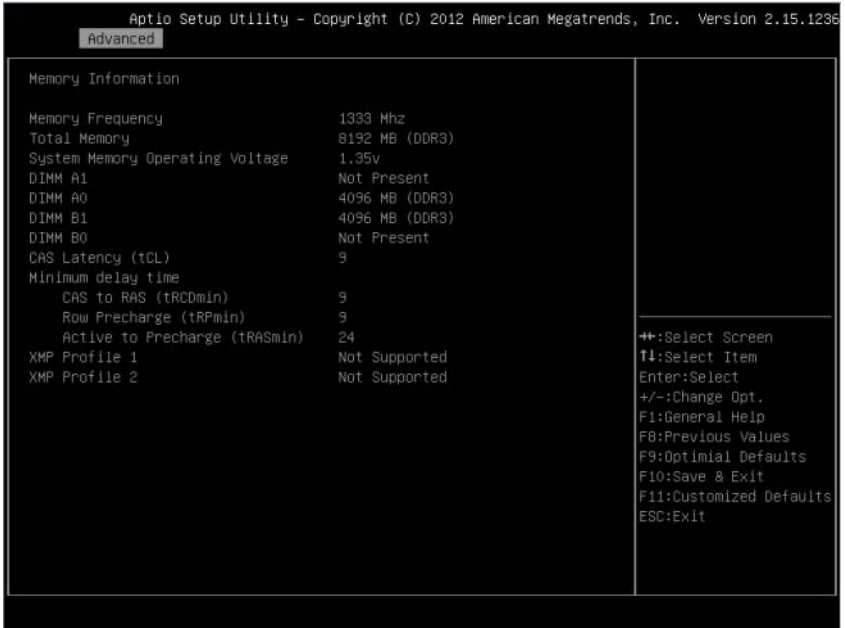 Aptio Setup Utility – Copyright (C) 2012 American Megatrends, Inc. Version 2.15.1236
Advanced
Memory Information
Memory Frequency 1333 Mhz
Total Memory 8192 MB (DDR3)
System Memory Operating Voltage 1.35v
DIMM A1 Not Present
DIMM A0 4096 MB (DDR3)
DIMM B1 4096 MB (DDR3)
DIMM B0 Not Present
CAS Latency (tCL) 9
Minimum delay time
CAS to RAS (tRCDmin) 9
Row Precharge (tRPmin) 9
Active to Precharge (tRASmin) 24
XMP Profile 1 Not Supported
XMP Profile 2 Not Supported
→←:Select Screen
↑↓:Select Item
Enter:Select
+/-:Change Opt.
F1:General Help
F8:Previous Values
F9:Optimial Defaults
F10:Save & Exit
F11:Customized Defaults
ESC:Exit